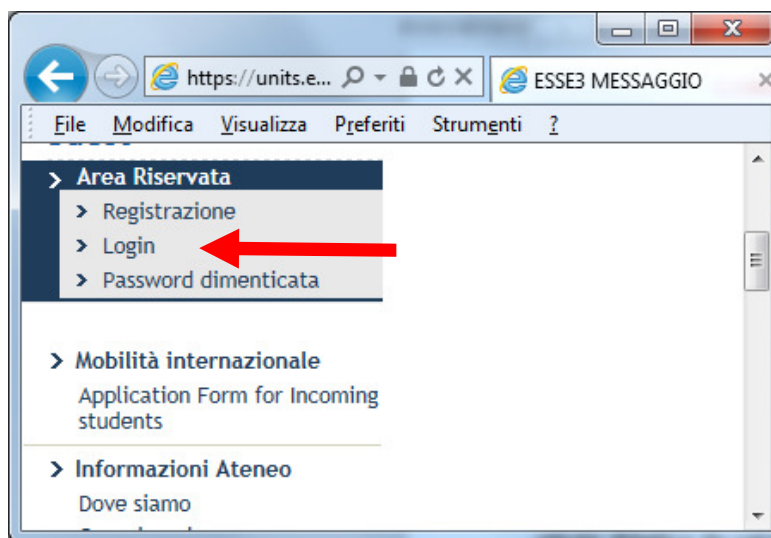 https://units.e...
ESSE3 MESSAGGIO
File Modifica Visualizza Preferiti Strumenti ?
Area Riservata
Registrazione
Login
Password dimenticata
Mobilità internazionale
Application Form for Incoming
students
Informazioni Ateneo
Dove siamo